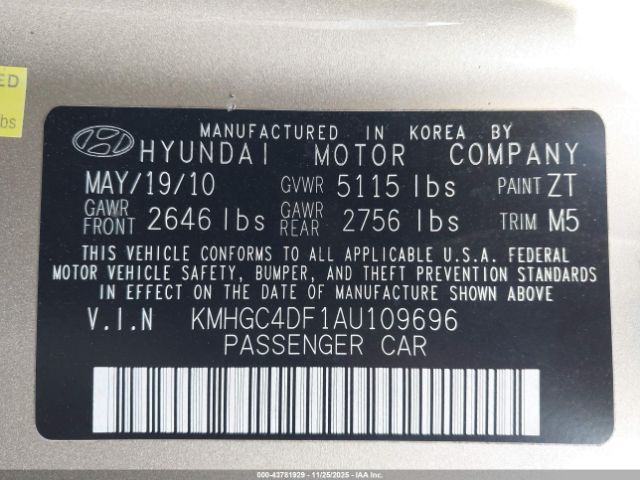 ED
lbs
MANUFACTURED IN KOREA BY
HYUNDAI MOTOR COMPANY
MAY/19/10 GVWR 5115 lbs PAINT ZT
GAWR FRONT 2646 lbs GAWR REAR 2756 lbs TRIM M5
THIS VEHICLE CONFORMS TO ALL APPLICABLE U.S.A. FEDERAL
MOTOR VEHICLE SAFETY, BUMPER, AND THEFT PREVENTION STANDARDS
IN EFFECT ON THE DATE OF MANUFACTURE SHOWN ABOVE.
V.I.N KMHGC4DF1AU109696
PASSENGER CAR
000-43781929 - 11/25/2025 - IAAI.COM